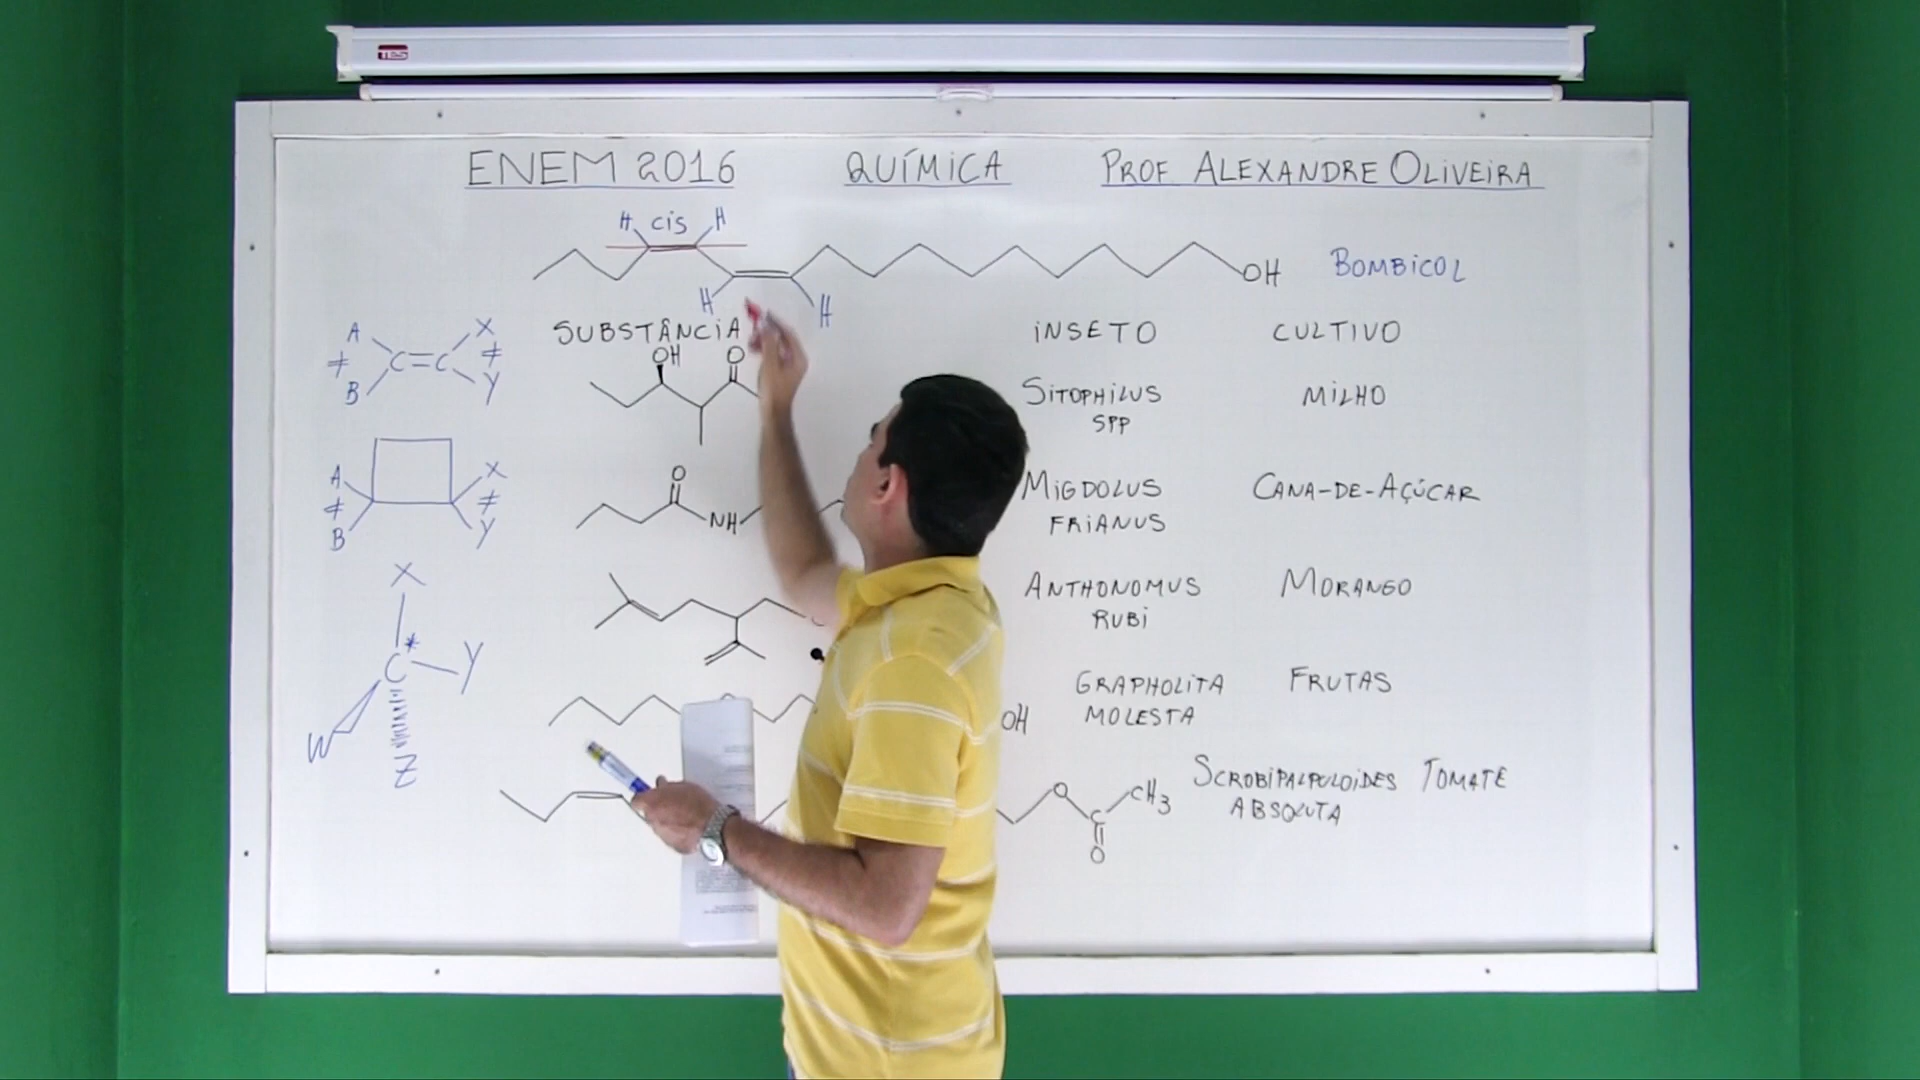 TES
ENEM 2016 QUÍMICA PROF ALEXANDRE OLIVEIRA
H cis H
OH BOMBICOL
H H
SUBSTÂNCIA INSETO CULTIVO
A X
≠ C=C ≠
B Y
OH O
SITOPHILUS MILHO
SPP
A X
≠ ≠
B Y
O
NH
MIGDOLUS CANA-DE-AÇÚCAR
FRIANUS
X
C*
Y
W
Z
ANTHONOMUS MORANGO
RUBI
GRAPHOLITA FRUTAS
OH MOLESTA
O C CH3
O
SCROBIPALPULOIDES TOMATE
ABSOLUTA